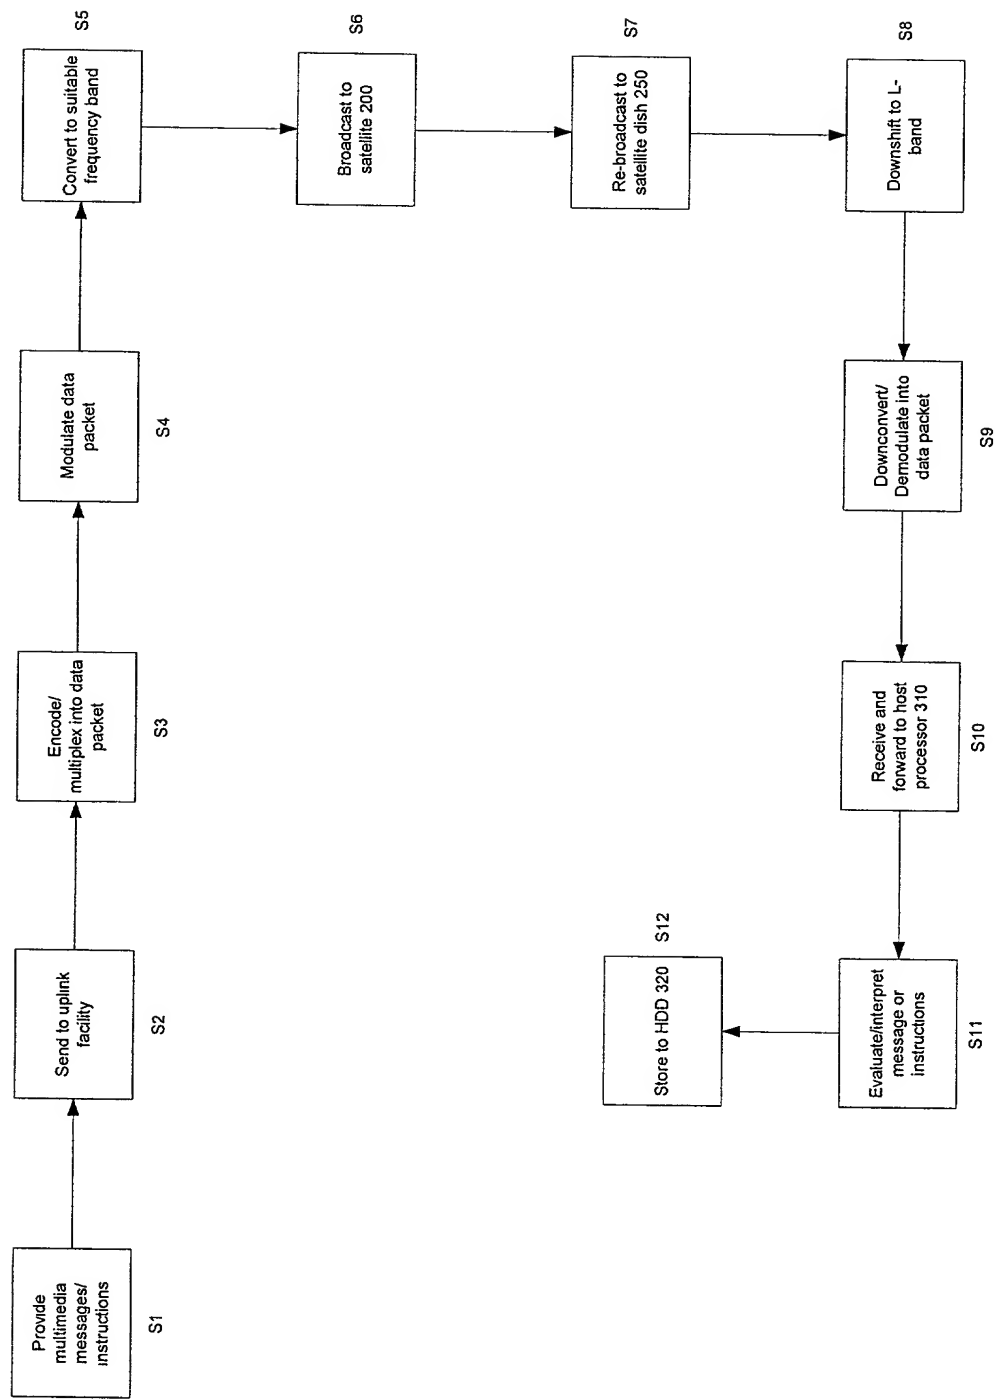 Provide
multimedia
messages/
instructions
S1
Send to uplink
facility
S2
Encode/
multiplex into data
packet
S3
Modulate data
packet
S4
Convert to suitable
frequency band
S5
Broadcast to
satellite 200
S6
Re-broadcast to
satellite dish 250
S7
Downshift to L-
band
S8
Downconvert/
Demodulate into
data packet
S9
Receive and
forward to host
processor 310
S10
Evaluate/interpret
message or
instructions
S11
Store to HDD 320
S12